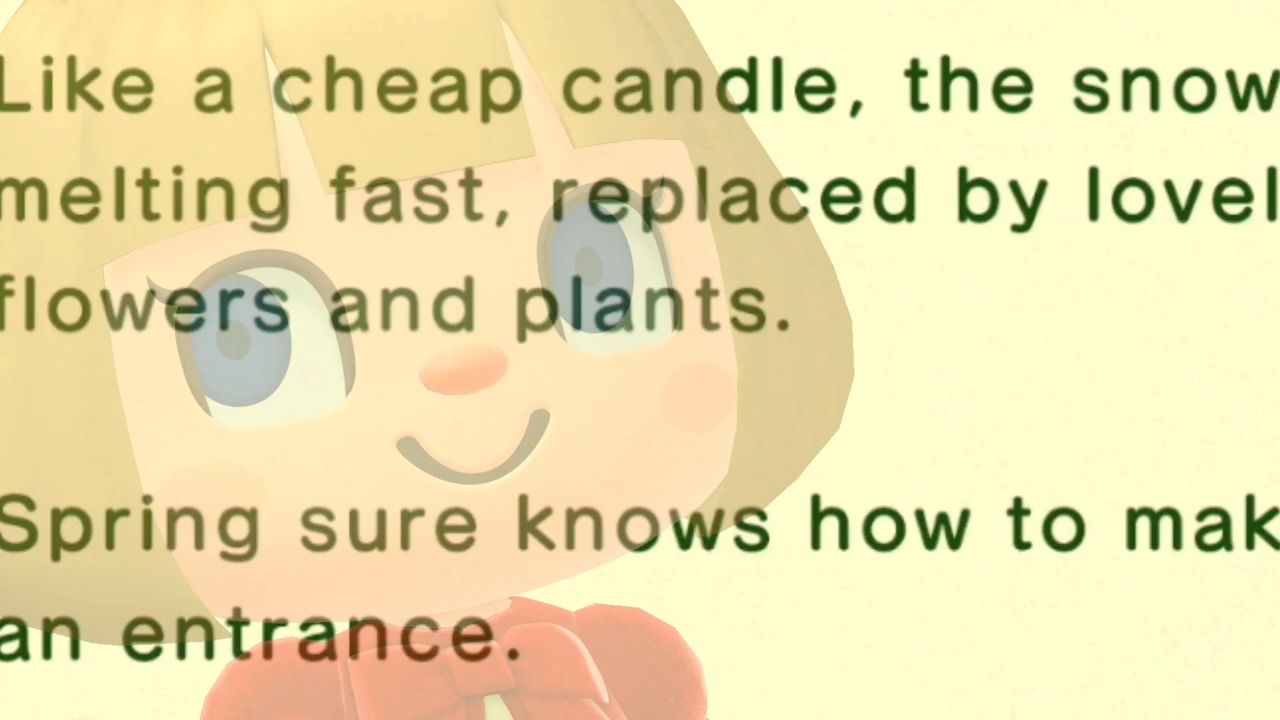 Like a cheap candle, the snow
melting fast, replaced by lovel
flowers and plants.
Spring sure knows how to mak
an entrance.